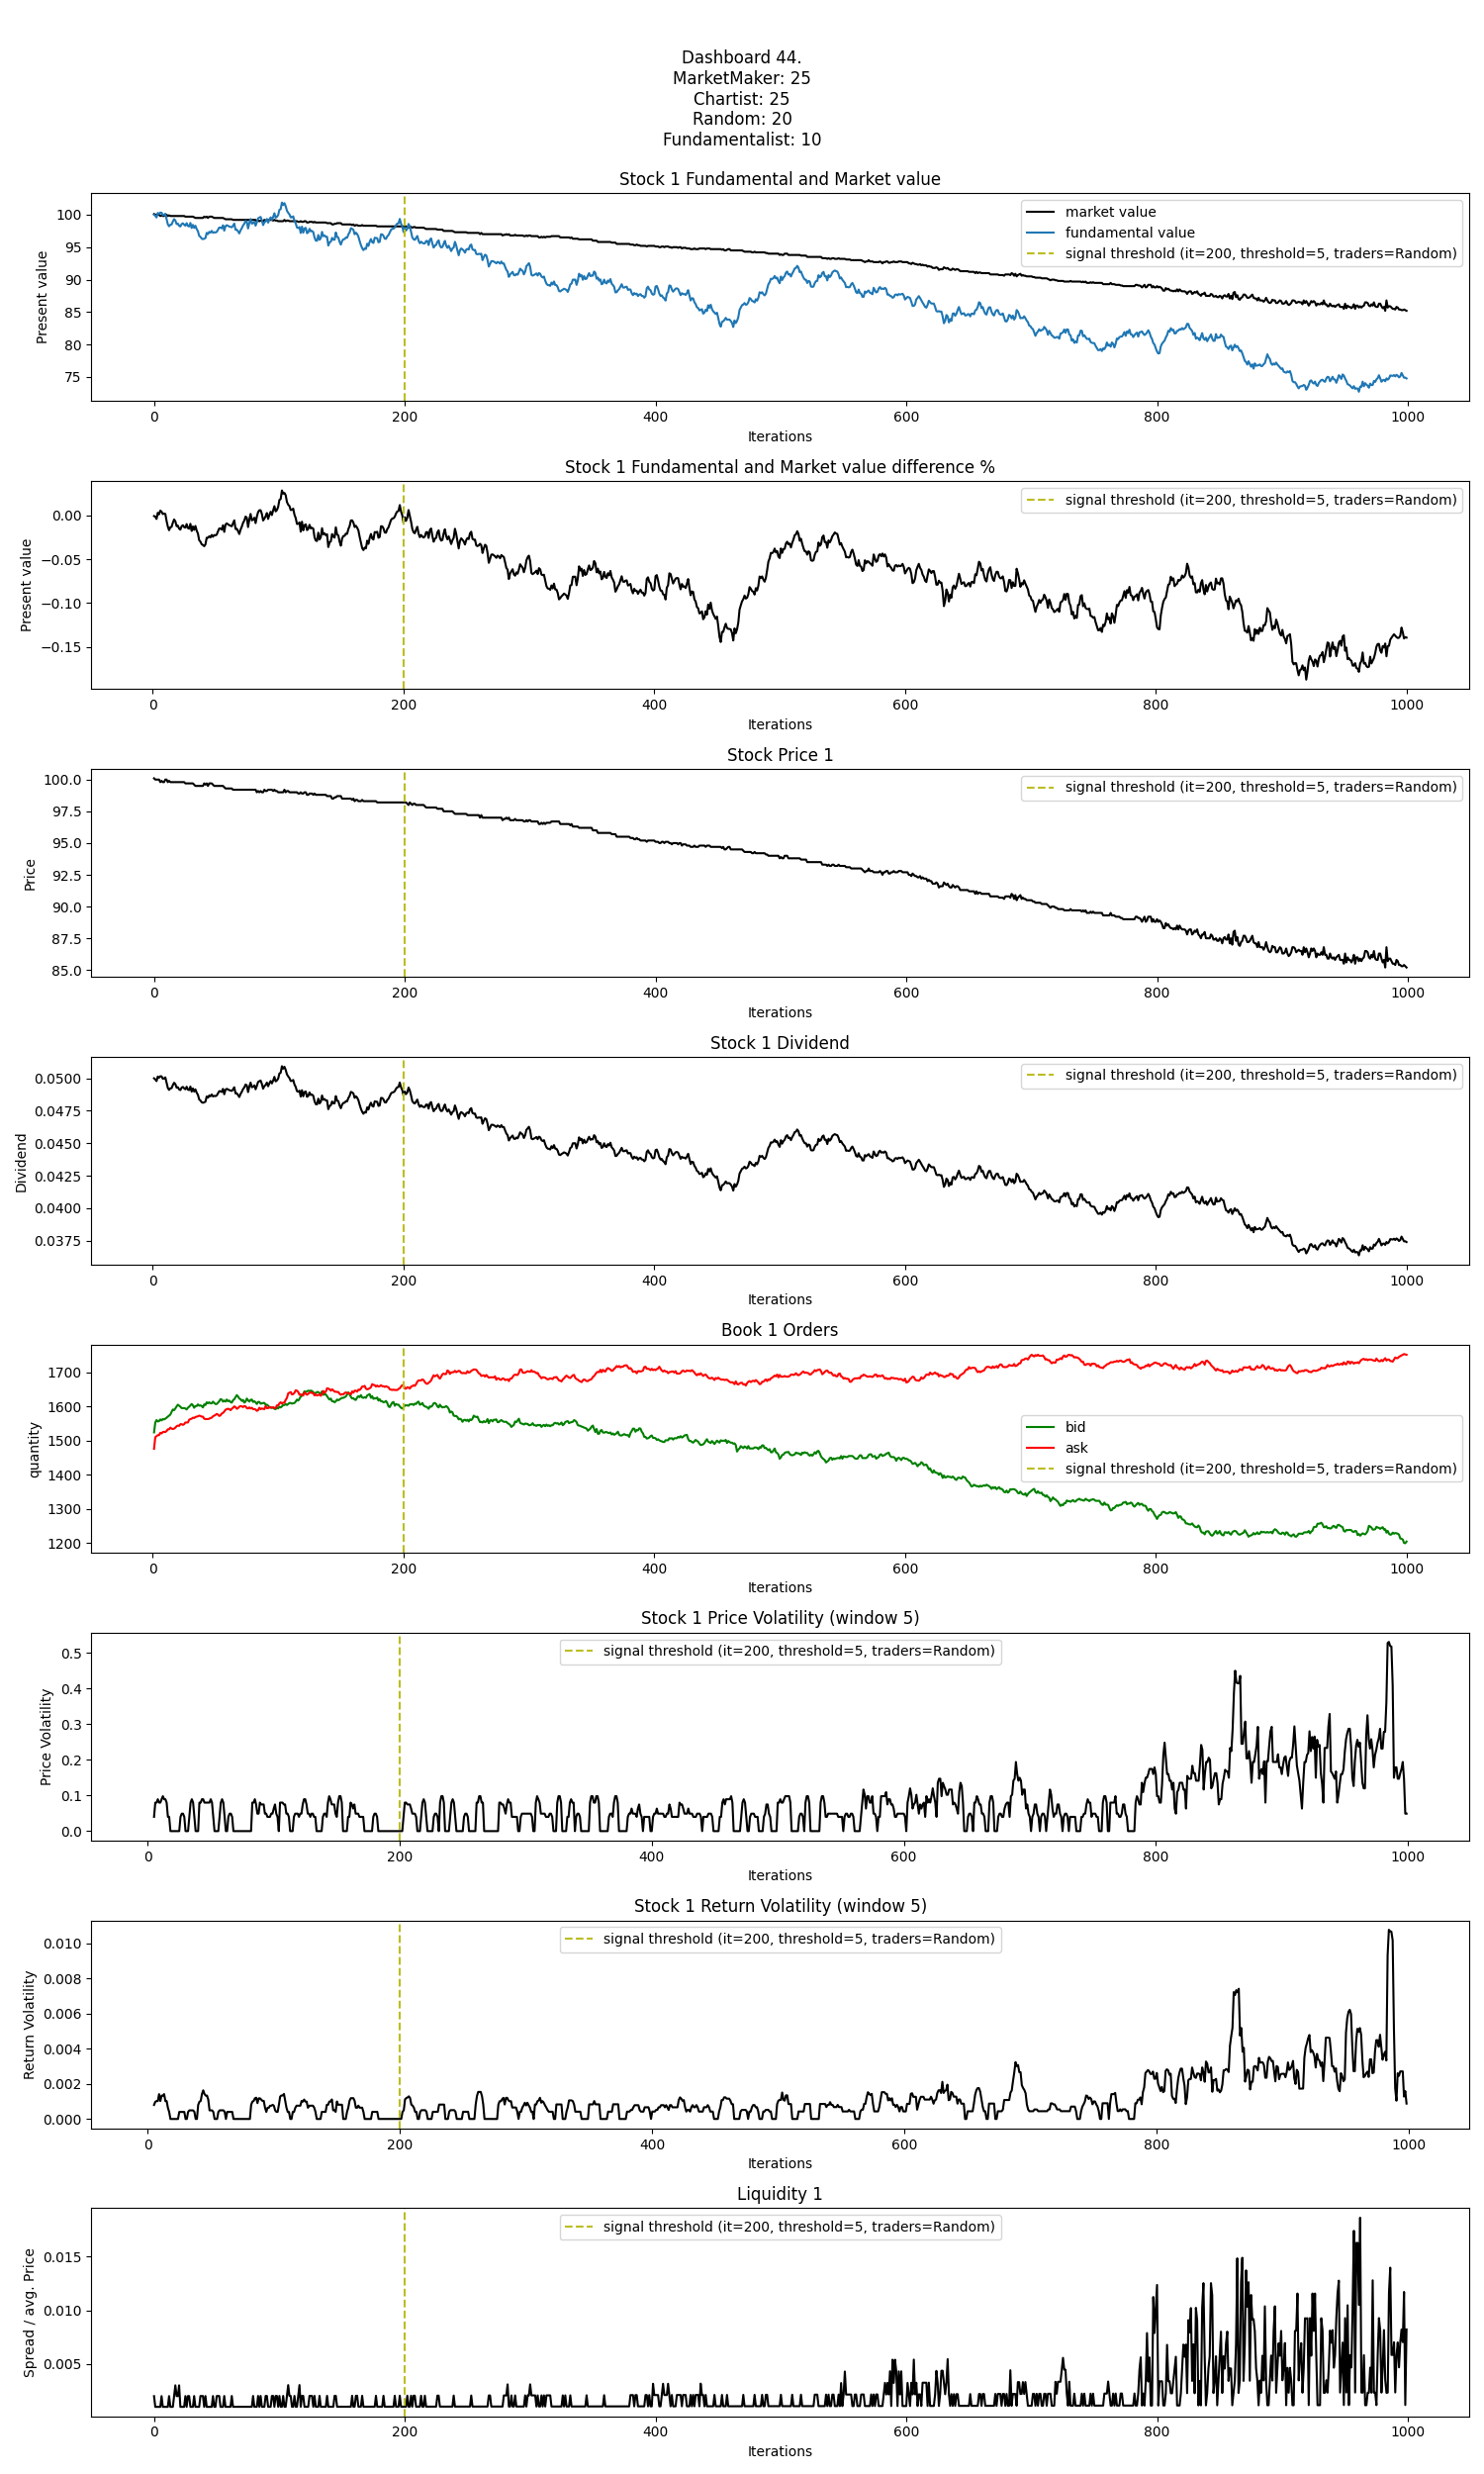 Dashboard 44.
MarketMaker: 25
Chartist: 25
Random: 20
Fundamentalist: 10
Stock 1 Fundamental and Market value
Present value
100
95
90
85
80
75
market value
fundamental value
signal threshold (it=200, threshold=5, traders=Random)
0 200 400 600 800 1000
Iterations
Stock 1 Fundamental and Market value difference %
Present value
0.00
−0.05
−0.10
−0.15
signal threshold (it=200, threshold=5, traders=Random)
0 200 400 600 800 1000
Iterations
Stock Price 1
Price
100.0
97.5
95.0
92.5
90.0
87.5
85.0
signal threshold (it=200, threshold=5, traders=Random)
0 200 400 600 800 1000
Iterations
Stock 1 Dividend
Dividend
0.0500
0.0475
0.0450
0.0425
0.0400
0.0375
signal threshold (it=200, threshold=5, traders=Random)
0 200 400 600 800 1000
Iterations
Book 1 Orders
quantity
1700
1600
1500
1400
1300
1200
bid
ask
signal threshold (it=200, threshold=5, traders=Random)
0 200 400 600 800 1000
Iterations
Stock 1 Price Volatility (window 5)
Price Volatility
0.5
0.4
0.3
0.2
0.1
0.0
signal threshold (it=200, threshold=5, traders=Random)
0 200 400 600 800 1000
Iterations
Stock 1 Return Volatility (window 5)
Return Volatility
0.010
0.008
0.006
0.004
0.002
0.000
signal threshold (it=200, threshold=5, traders=Random)
0 200 400 600 800 1000
Iterations
Liquidity 1
Spread / avg. Price
0.015
0.010
0.005
signal threshold (it=200, threshold=5, traders=Random)
0 200 400 600 800 1000
Iterations